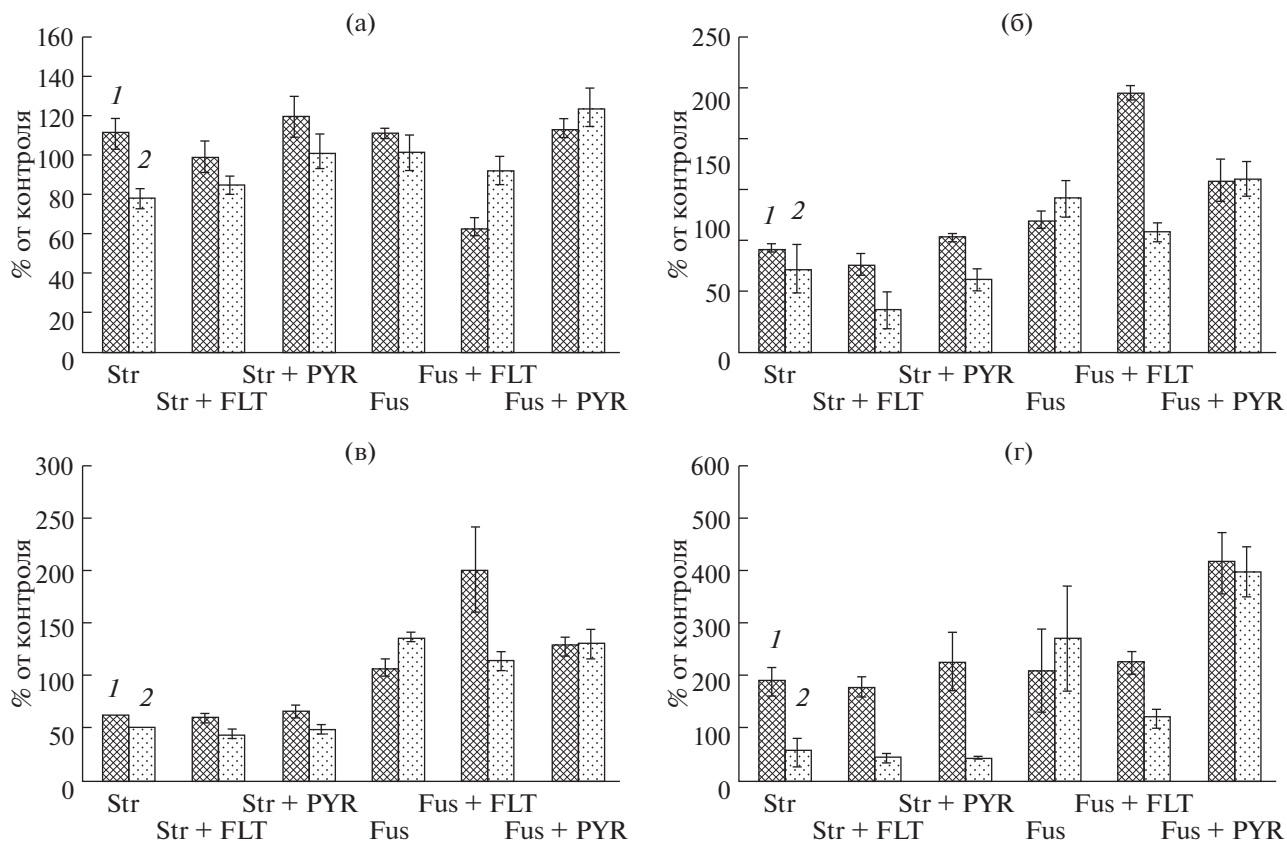 (а)
% от контроля
160
140
120
100
80
60
40
20
0
1
2
Str
Str + PYR
Fus + FLT
Str + FLT
Fus
Fus + PYR
(б)
% от контроля
250
200
150
100
50
0
1
2
Str
Str + PYR
Fus + FLT
Str + FLT
Fus
Fus + PYR
(в)
% от контроля
300
250
200
150
100
50
0
1
2
Str
Str + PYR
Fus + FLT
Str + FLT
Fus
Fus + PYR
(г)
% от контроля
600
500
400
300
200
100
0
1
2
Str
Str + PYR
Fus + FLT
Str + FLT
Fus
Fus + PYR